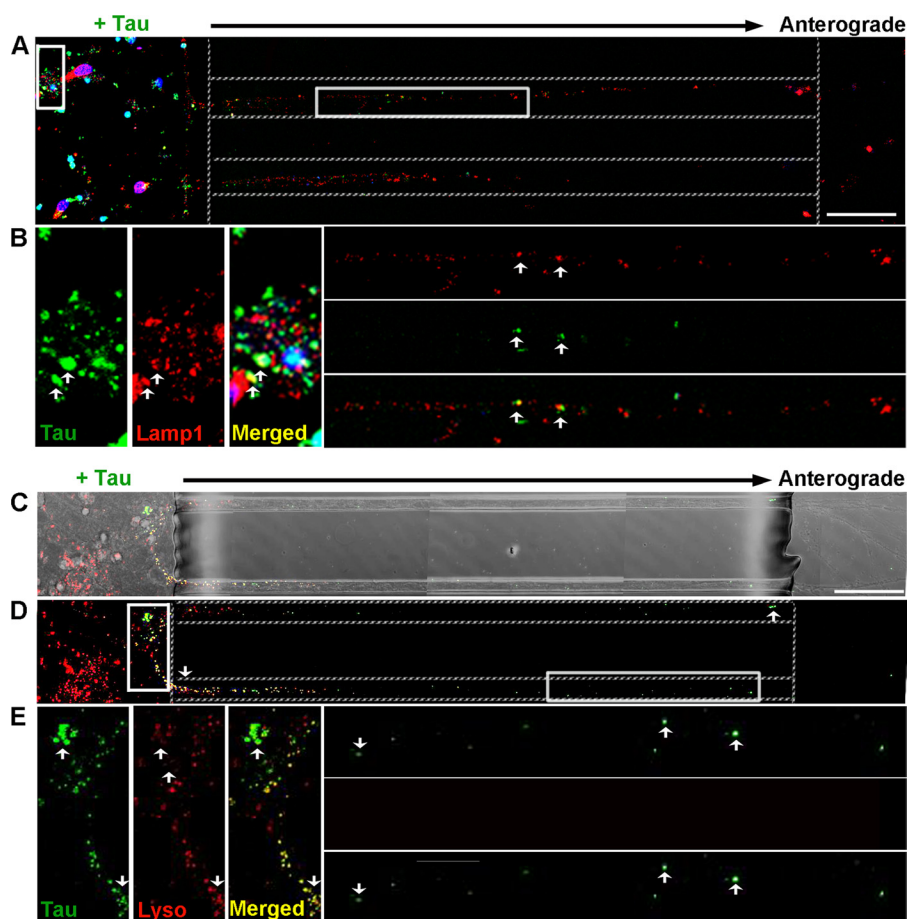 + Tau Anterograde
A
B
Tau Lamp1 Merged
+ Tau Anterograde
C
D
E
Tau Lyso Merged